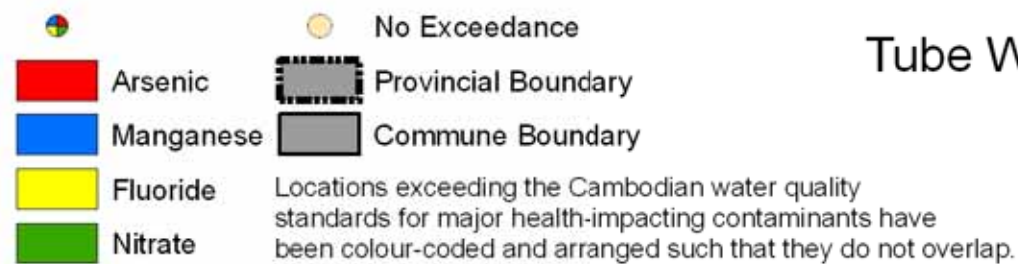 No Exceedance
Tube W
Arsenic
Provincial Boundary
Manganese
Commune Boundary
Fluoride
Nitrate
Locations exceeding the Cambodian water quality
standards for major health-impacting contaminants have
been colour-coded and arranged such that they do not overlap.